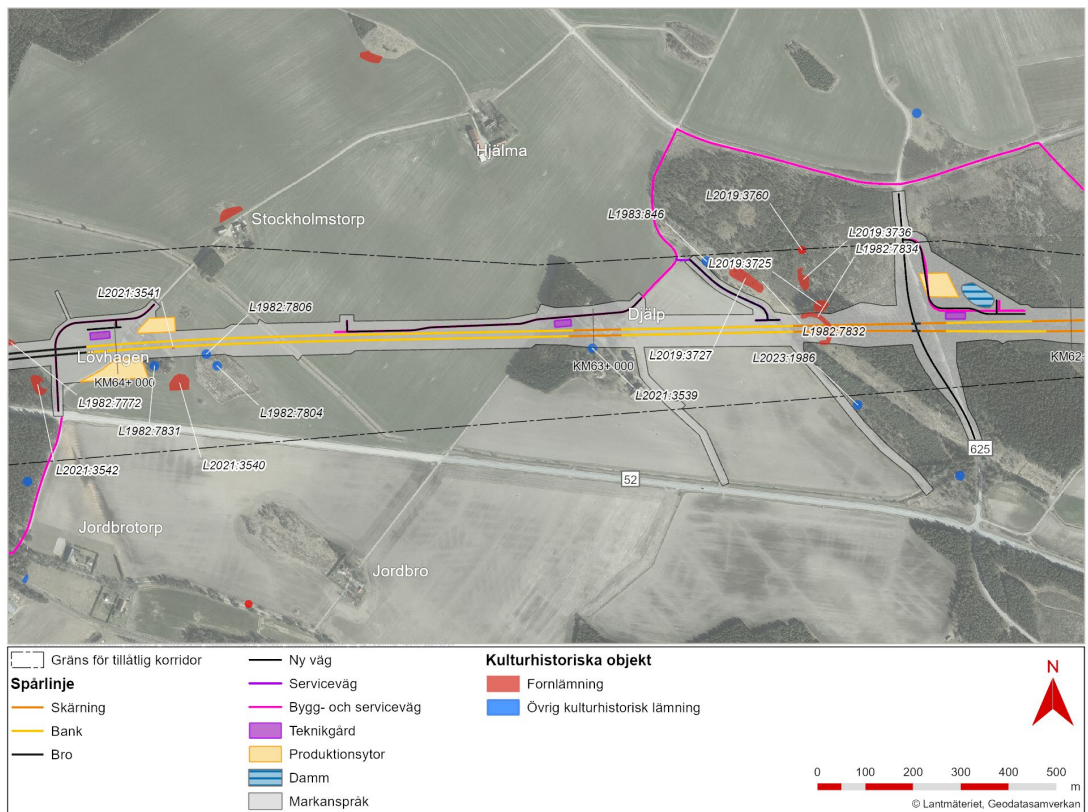 Hjälma
L2019:3760
L1983:846
Stockholmstorp
L2019:3736
L1982:7834
L2019:3725
L2021:3541
L1982:7806
Djälp
L1982:7832
Lövhagen
L2019:3727
L2023:1986
KM64+000
KM63+000
KM62+
L1982:7772
L2021:3539
L1982:7804
L1982:7831
625
L2021:3542
L2021:3540
52
Jordbrotorp
Jordbro
Gräns för tillåtlig korridor
Spårlinje
Skärning
Bank
Bro
Ny väg
Serviceväg
Bygg- och serviceväg
Teknikgård
Produktionsytor
Damm
Markanspråk
Kulturhistoriska objekt
Fornlämning
Övrig kulturhistorisk lämning
N
0 100 200 300 400 500
m
© Lantmäteriet, Geodatasamverkan